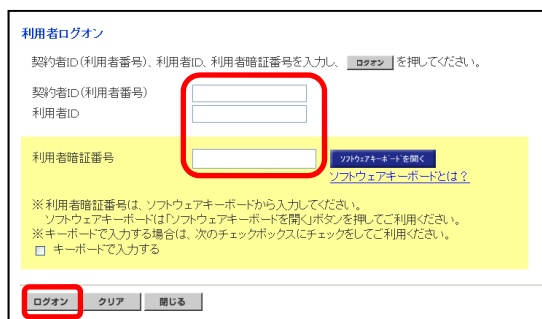 利用者ログオン
契約者ID(利用者番号)、利用者ID、利用者暗証番号を入力し、 ログオン を押してください。
契約者ID(利用者番号)
利用者ID
利用者暗証番号 ソフトウェアキーボードを開く
ソフトウェアキーボードとは?
※利用者暗証番号は、ソフトウェアキーボードから入力してください。
ソフトウェアキーボードは「ソフトウェアキーボードを開く」ボタンを押してご利用ください。
※キーボードで入力する場合は、次のチェックボックスにチェックをしてご利用ください。
キーボードで入力する
ログオン クリア 閉じる